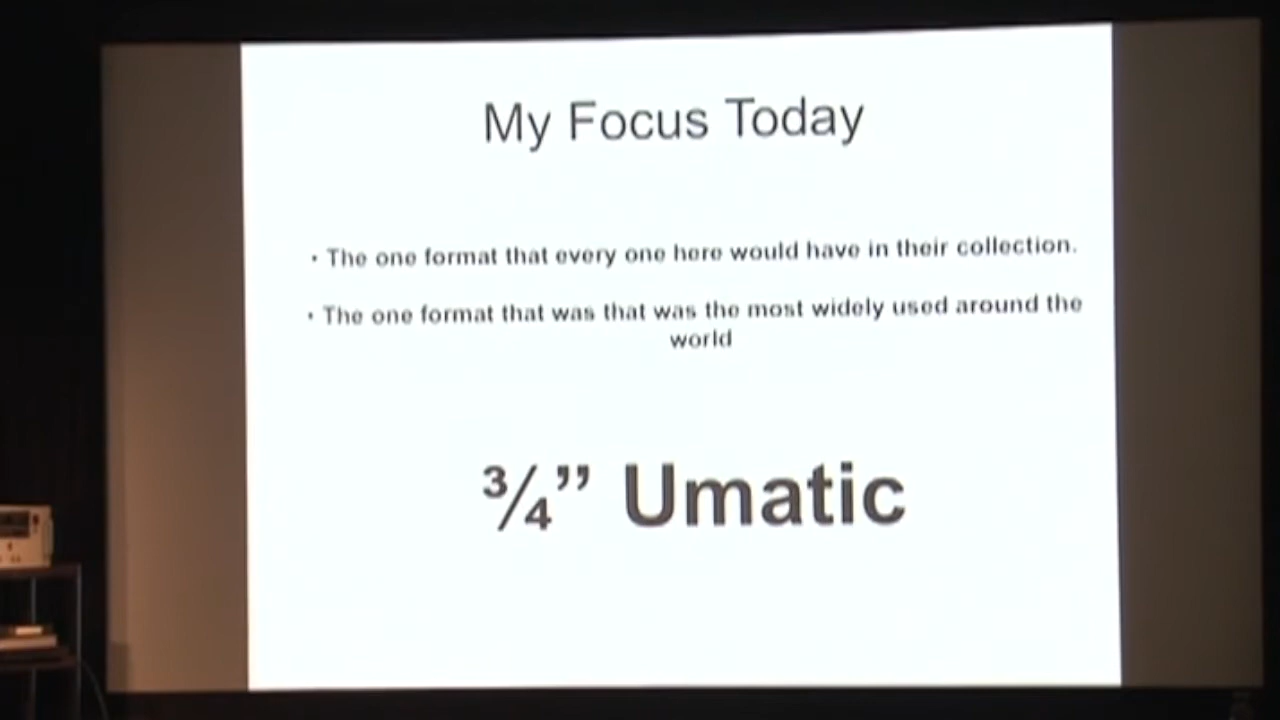 My Focus Today
• The one format that every one here would have in their collection.
• The one format that was that was the most widely used around the
world
¾” Umatic